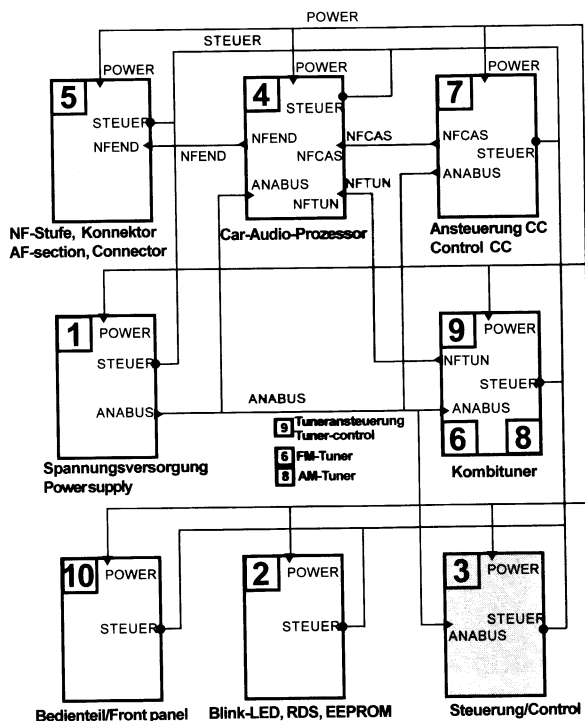 POWER
STEUER
POWER
5
STEUER
NFEND
NFEND
NF-Stufe, Konnektor
AF-section, Connector
POWER
4
STEUER
NFEND
NFCAS
ANABUS
NFTUN
Car-Audio-Prozessor
NFCAS
NFTUN
POWER
7
NFCAS
STEUER
ANABUS
Ansteuerung CC
Control CC
1
POWER
STEUER
ANABUS
Spannungsversorgung
Powersupply
ANABUS
9 Tuneransteuerung
Tuner-control
6 FM-Tuner
8 AM-Tuner
9
POWER
NFTUN
STEUER
ANABUS
6 8
Kombituner
10
POWER
STEUER
Bedienteil/Front panel
2
POWER
STEUER
Blink-LED, RDS, EEPROM
3
POWER
STEUER
ANABUS
Steuerung/Control